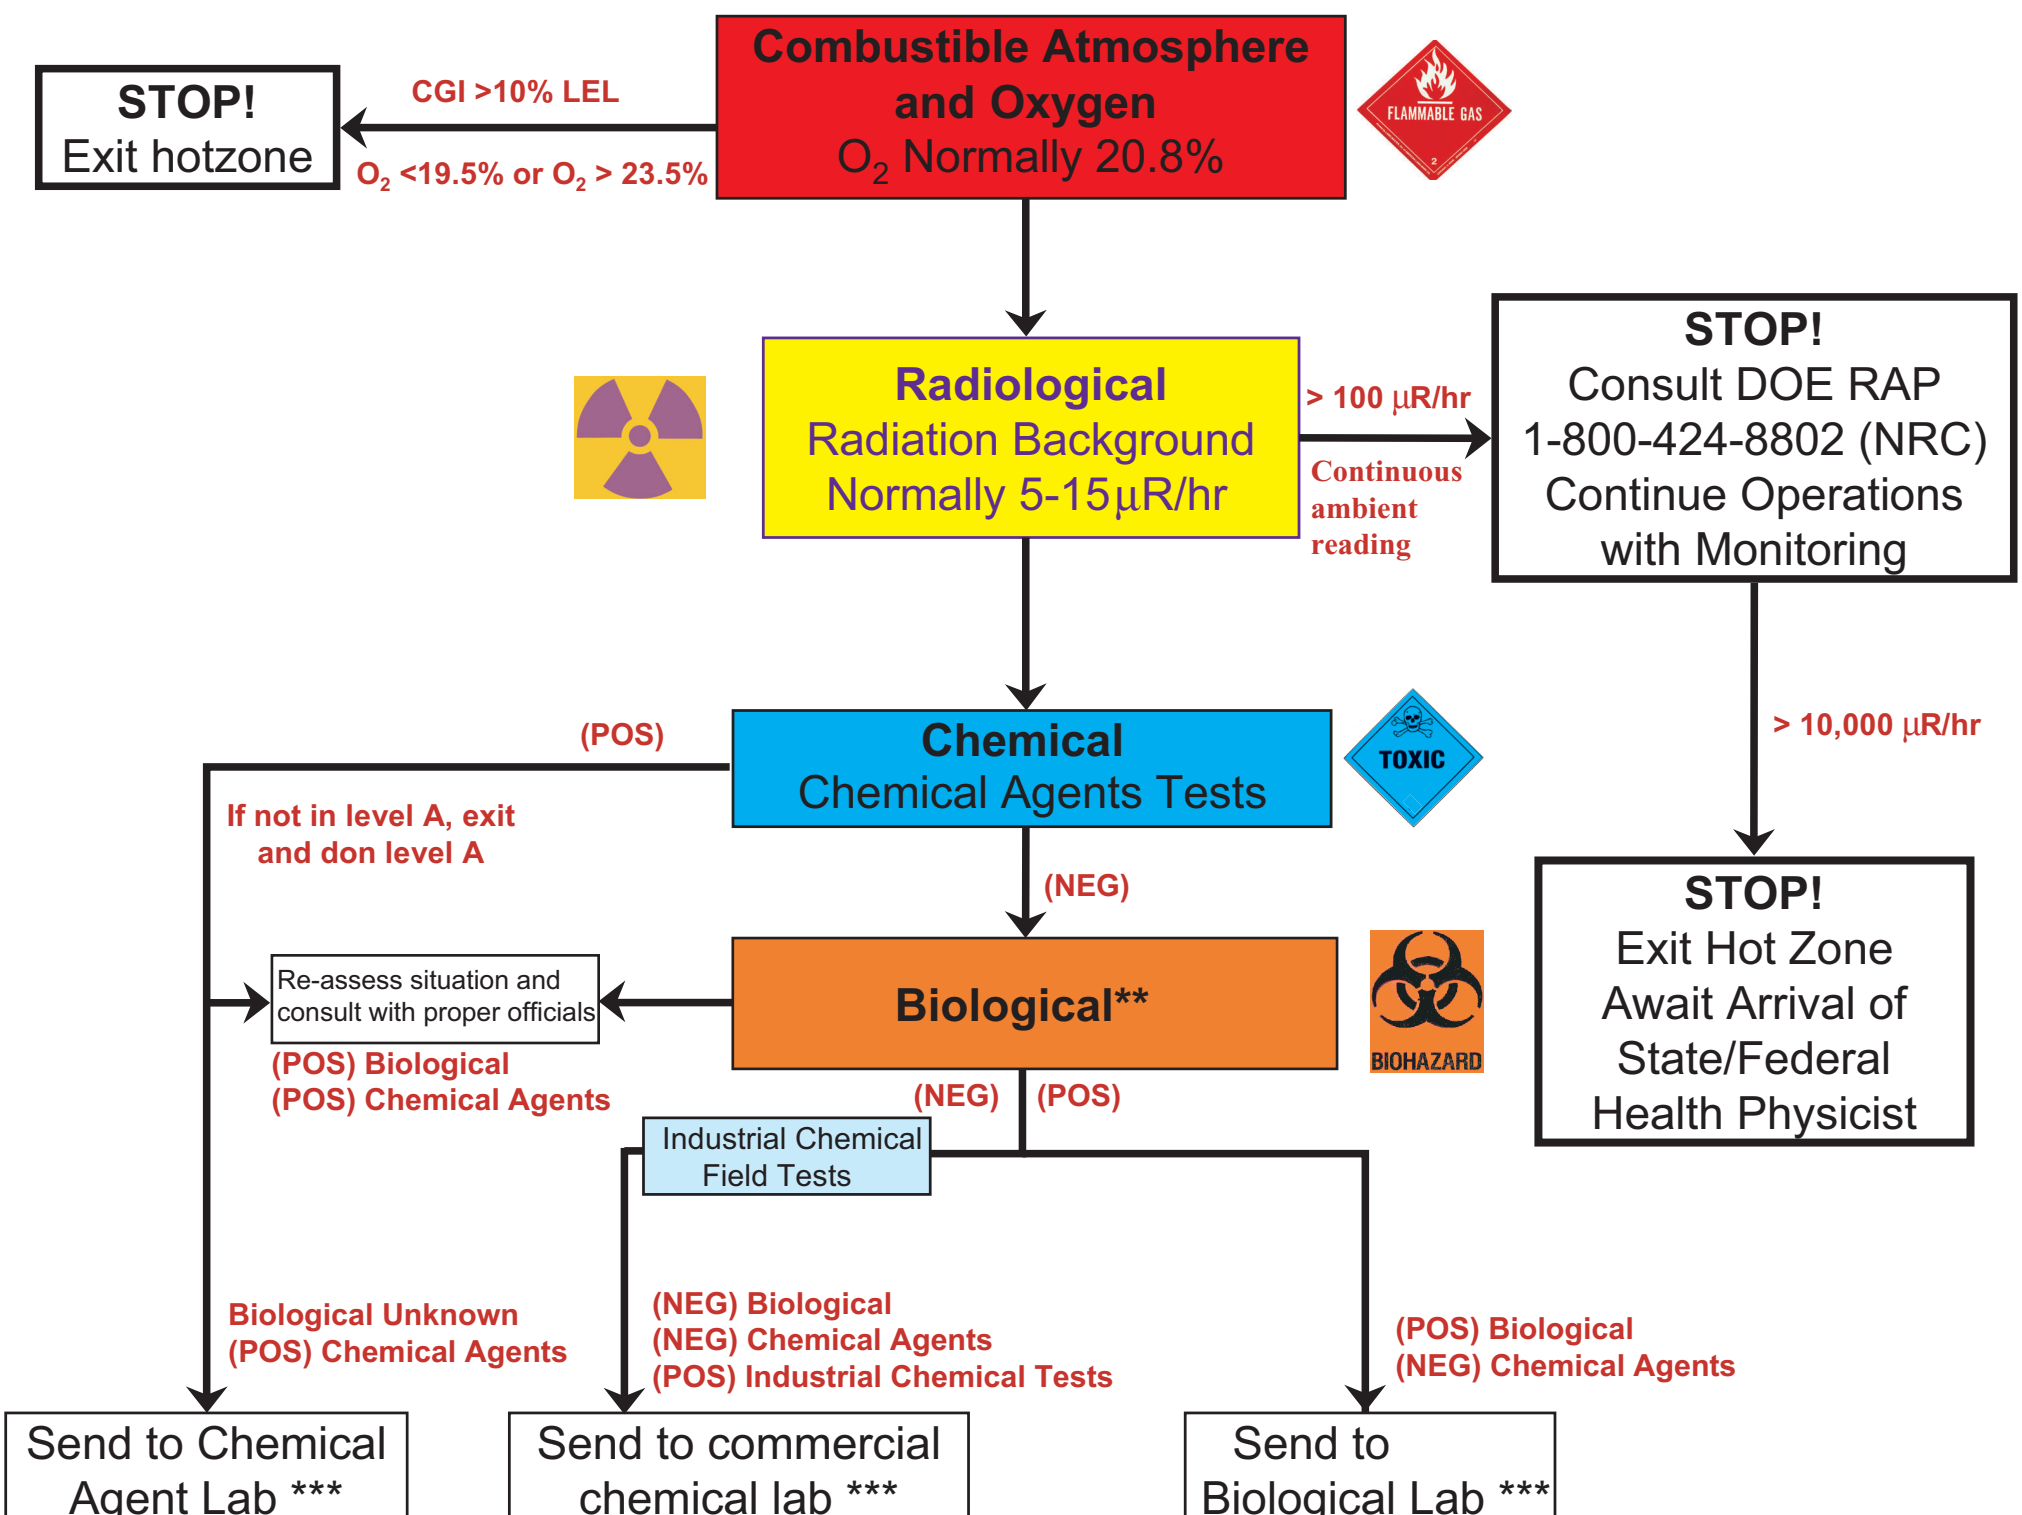 Combustible Atmosphere
and Oxygen
O₂ Normally 20.8%
FLAMMABLE GAS
2
CGI >10% LEL
O₂ <19.5% or O₂ > 23.5%
STOP!
Exit hotzone
Radiological
Radiation Background
Normally 5-15μR/hr
> 100 μR/hr
Continuous
ambient
reading
STOP!
Consult DOE RAP
1-800-424-8802 (NRC)
Continue Operations
with Monitoring
> 10,000 μR/hr
STOP!
Exit Hot Zone
Await Arrival of
State/Federal
Health Physicist
Chemical
Chemical Agents Tests
TOXIC
(POS)
If not in level A, exit
and don level A
(NEG)
Biological**
BIOHAZARD
Re-assess situation and
consult with proper officials
(POS) Biological
(POS) Chemical Agents
(NEG)
(POS)
Industrial Chemical
Field Tests
Biological Unknown
(POS) Chemical Agents
(NEG) Biological
(NEG) Chemical Agents
(POS) Industrial Chemical Tests
(POS) Biological
(NEG) Chemical Agents
Send to Chemical
Agent Lab ***
Send to commercial
chemical lab ***
Send to
Biological Lab ***